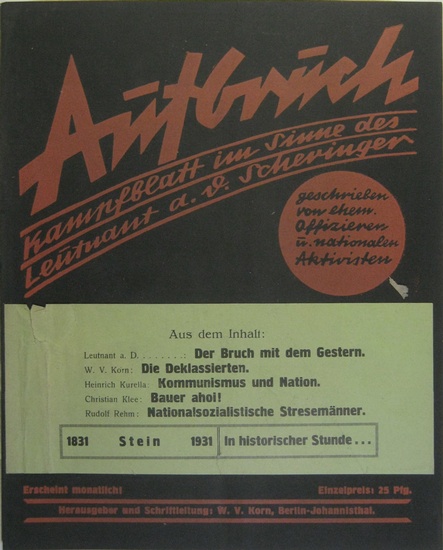 Aufbruch
Kampfblatt im Sinne des
Leutnant a. D. Scheringer
geschrieben
von ehem.
Offizieren
u. nationalen
Aktivisten
Aus dem Inhalt:
Leutnant a. D. . . . . . . .: Der Bruch mit dem Gestern.
W. V. Korn: Die Deklassierten.
Heinrich Kurella: Kommunismus und Nation.
Christian Klee: Bauer ahoi!
Rudolf Rehm: Nationalsozialistische Stresemänner.
1831 Stein 1931 In historischer Stunde . . .
Erscheint monatlich! Einzelpreis: 25 Pfg.
Herausgeber und Schriftleitung: W. V. Korn, Berlin-Johannisthal.